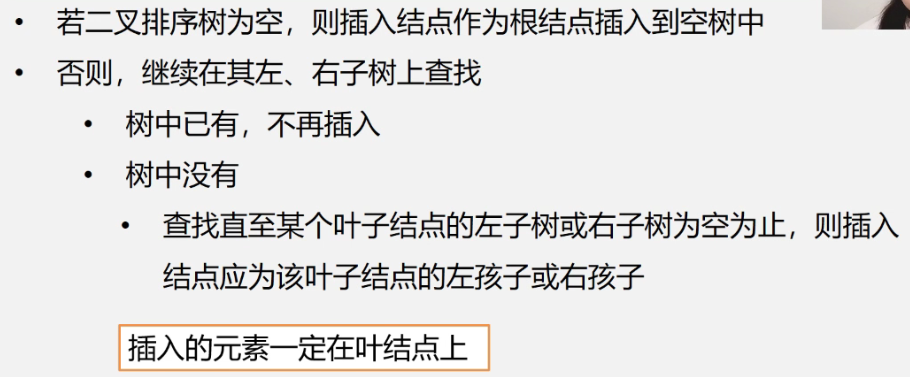 • 若二叉排序树为空，则插入结点作为根结点插入到空树中
• 否则，继续在其左、右子树上查找
• 树中已有，不再插入
• 树中没有
• 查找直至某个叶子结点的左子树或右子树为空为止，则插入
结点应为该叶子结点的左孩子或右孩子
插入的元素一定在叶结点上